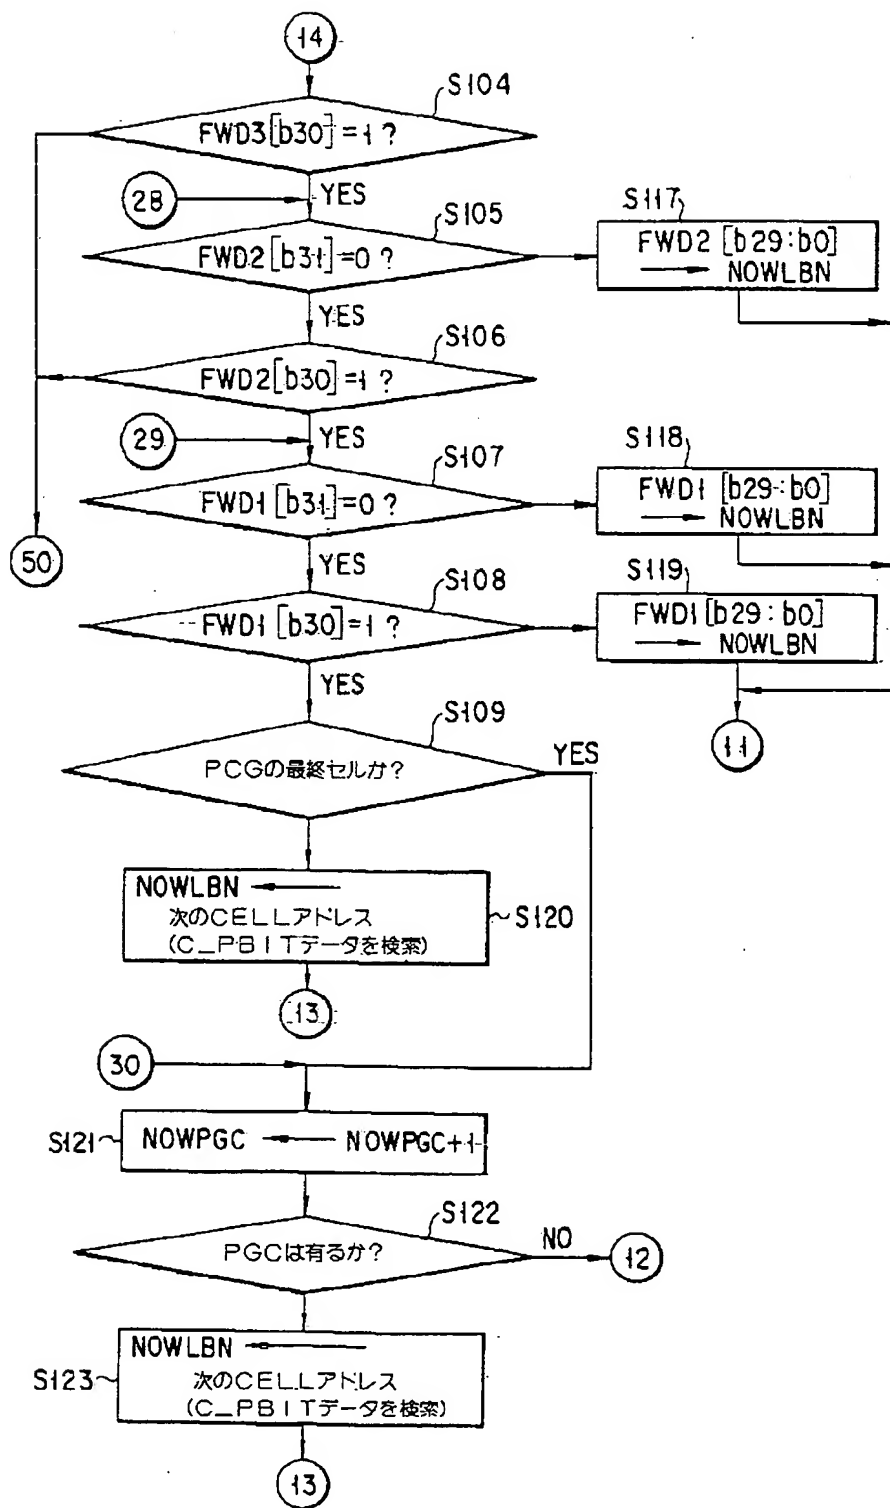 14
S104
FWD3[b30]=1?
YES
28
S105
FWD2[b31]=0?
S117
FWD2 [b29:b0]
NOWLBN
YES
S106
FWD2[b30]=1?
29
YES
S107
FWD1[b31]=0?
S118
FWD1 [b29:b0]
NOWLBN
50
YES
S108
FWD1[b30]=1?
S119
FWD1[b29:b0]
NOWLBN
YES
11
S109
PCGの最終セルか?
YES
NOWLBN
次のCELLアドレス
(C_PBITデータを検索)
S120
13
30
S121
NOWPGC
NOWPGC+1
S122
PGCは有るか?
NO
12
NOWLBN
S123
次のCELLアドレス
(C_PBITデータを検索)
13